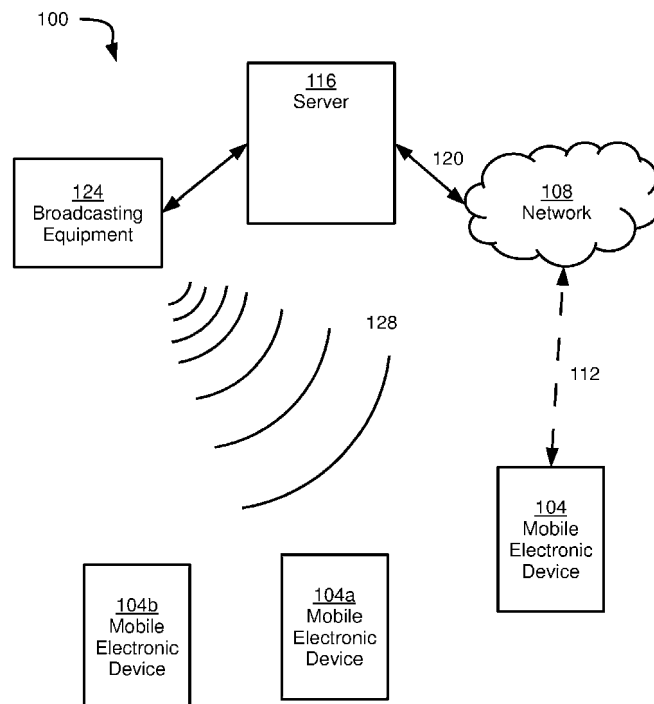 100
116
Server
124
Broadcasting
Equipment
120
108
Network
128
112
104
Mobile
Electronic
Device
104a
Mobile
Electronic
Device
104b
Mobile
Electronic
Device